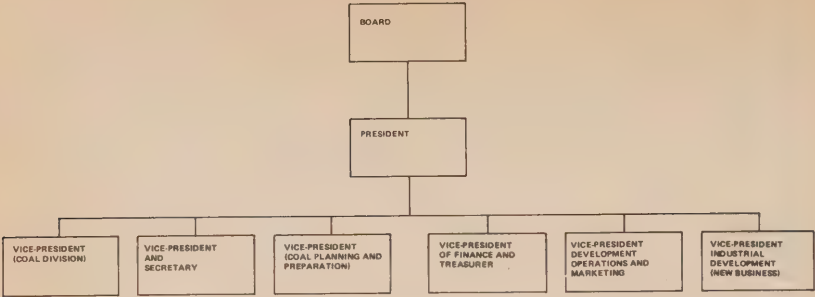 BOARD
PRESIDENT
VICE-PRESIDENT
(COAL DIVISION)
VICE-PRESIDENT
AND
SECRETARY
VICE-PRESIDENT
(COAL PLANNING AND
PREPARATION)
VICE-PRESIDENT
OF FINANCE AND
TREASURER
VICE-PRESIDENT
DEVELOPMENT
OPERATIONS AND
MARKETING
VICE-PRESIDENT
INDUSTRIAL
DEVELOPMENT
(NEW BUSINESS)